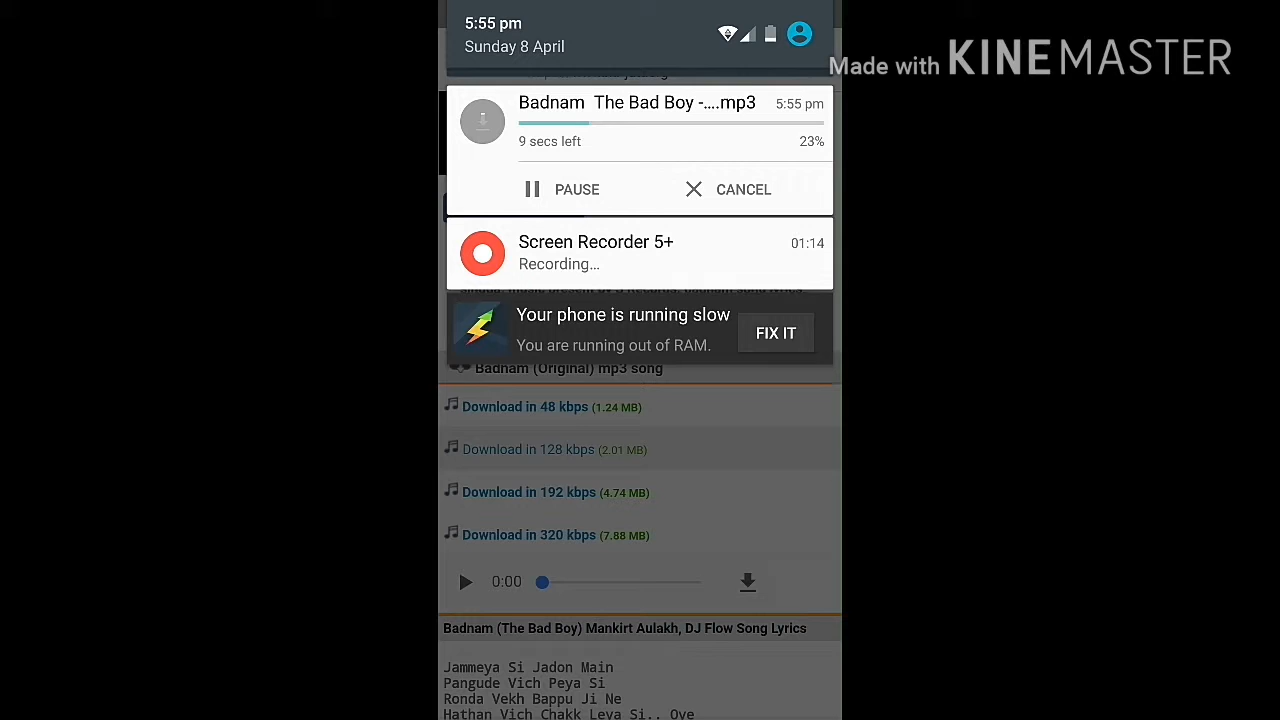 5:55 pm
Sunday 8 April
Made with KINEMASTER
Badnam The Bad Boy -....mp3 5:55 pm
9 secs left 23%
PAUSE CANCEL
Screen Recorder 5+ 01:14
Recording...
Your phone is running slow
You are running out of RAM.
FIX IT
Badnam (Original) mp3 song
Download in 48 kbps (1.24 MB)
Download in 128 kbps (2.01 MB)
Download in 192 kbps (4.74 MB)
Download in 320 kbps (7.88 MB)
0:00
Badnam (The Bad Boy) Mankirt Aulakh, DJ Flow Song Lyrics
Jammeya Si Jadon Main
Pangude Vich Peya Si
Ronda Vekh Bappu Ji Ne
Hathan Vich Chakk Leya Si.. Oye